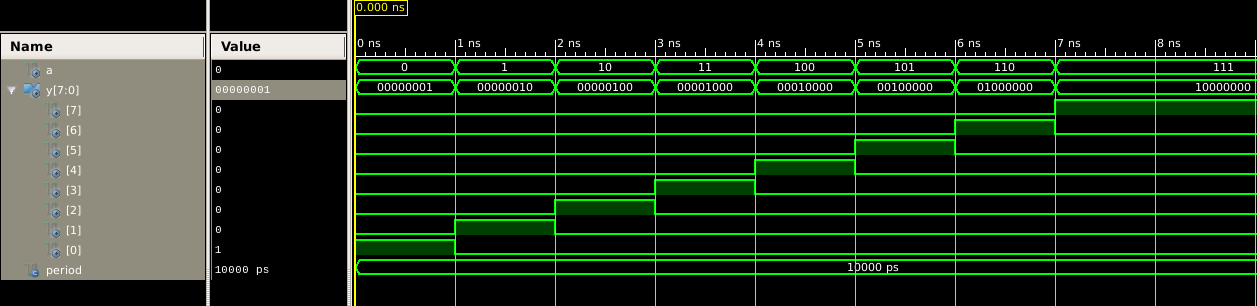 0.000 ns
Name Value 0 ns 1 ns 2 ns 3 ns 4 ns 5 ns 6 ns 7 ns 8 ns
a 0 0 1 10 11 100 101 110 111
y[7:0] 00000001 00000001 00000010 00000100 00001000 00010000 00100000 01000000 10000000
[7] 0
[6] 0
[5] 0
[4] 0
[3] 0
[2] 0
[1] 0
[0] 1
period 10000 ps 10000 ps